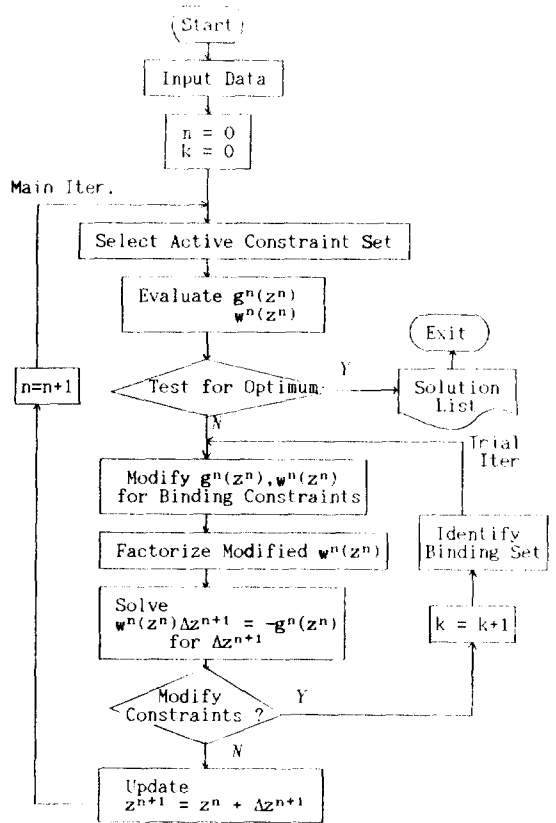 Start
Input Data
n = 0
k = 0
Main Iter.
Select Active Constraint Set
Evaluate gⁿ(zⁿ)
wⁿ(zⁿ)
Exit
Test for Optimum
Y
Solution
List
n=n+1
N
Trial
Iter
Modify gⁿ(zⁿ),wⁿ(zⁿ)
for Binding Constraints
Identify
Binding Set
Factorize Modified wⁿ(zⁿ)
Solve
wⁿ(zⁿ)Δzⁿ⁺¹ = -gⁿ(zⁿ)
for Δzⁿ⁺¹
k = k+1
Modify
Constraints ?
Y
N
Update
zⁿ⁺¹ = zⁿ + Δzⁿ⁺¹